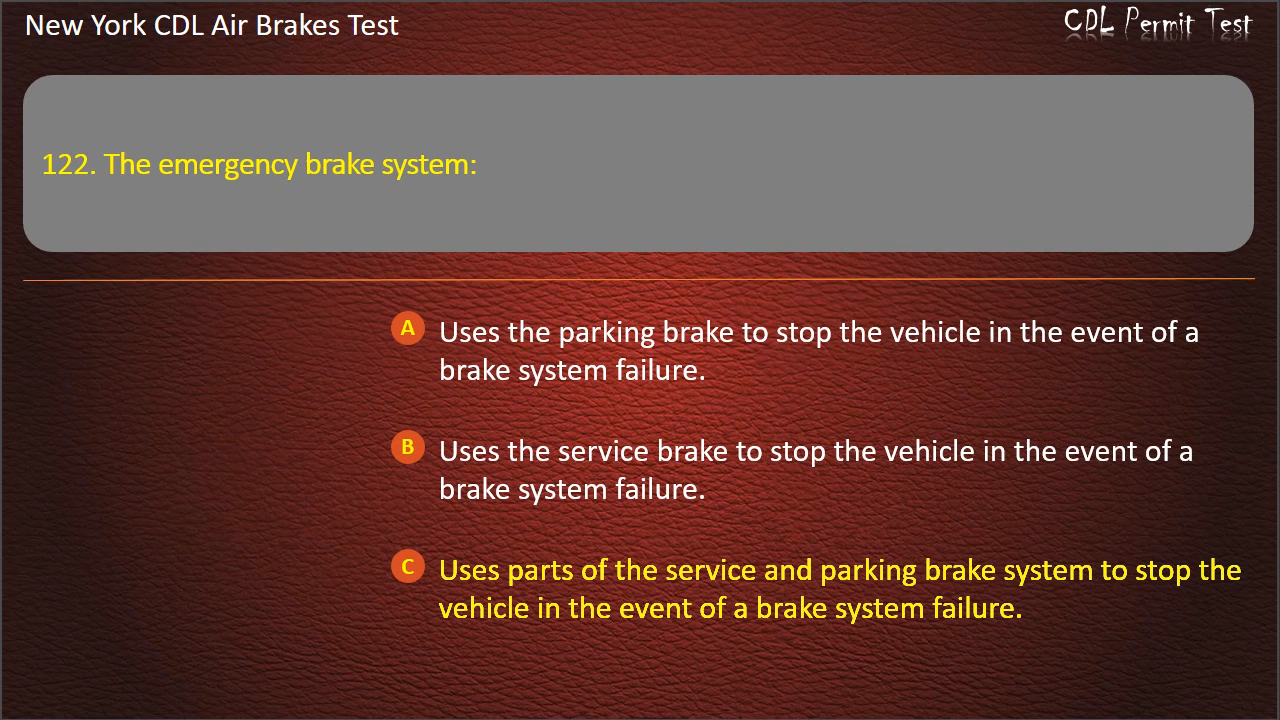 New York CDL Air Brakes Test
CDL Permit Test
122. The emergency brake system:
A Uses the parking brake to stop the vehicle in the event of a
brake system failure.
B Uses the service brake to stop the vehicle in the event of a
brake system failure.
C Uses parts of the service and parking brake system to stop the
vehicle in the event of a brake system failure.